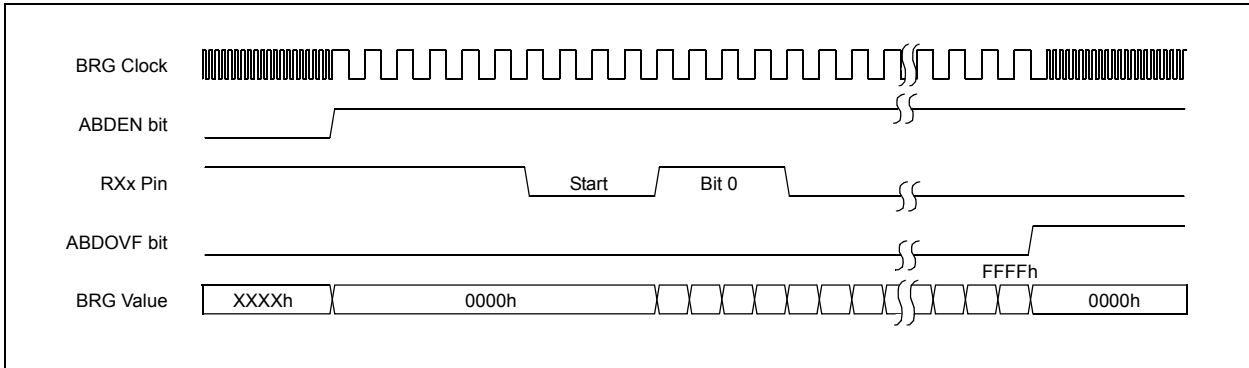 BRG Clock
ABDEN bit
RXx Pin
Start
Bit 0
ABDOVF bit
FFFFh
BRG Value
XXXXh
0000h
0000h